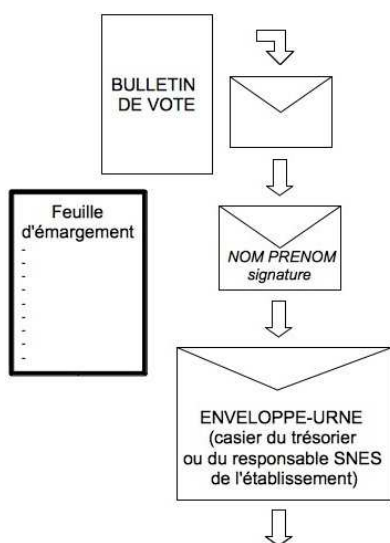 BULLETIN
DE VOTE
Feuille
d'émargement
-
-
-
-
-
-
-
-
-
NOM PRENOM
signature
ENVELOPPE-URNE
(casier du trésorier
ou du responsable SNES
de l'établissement)